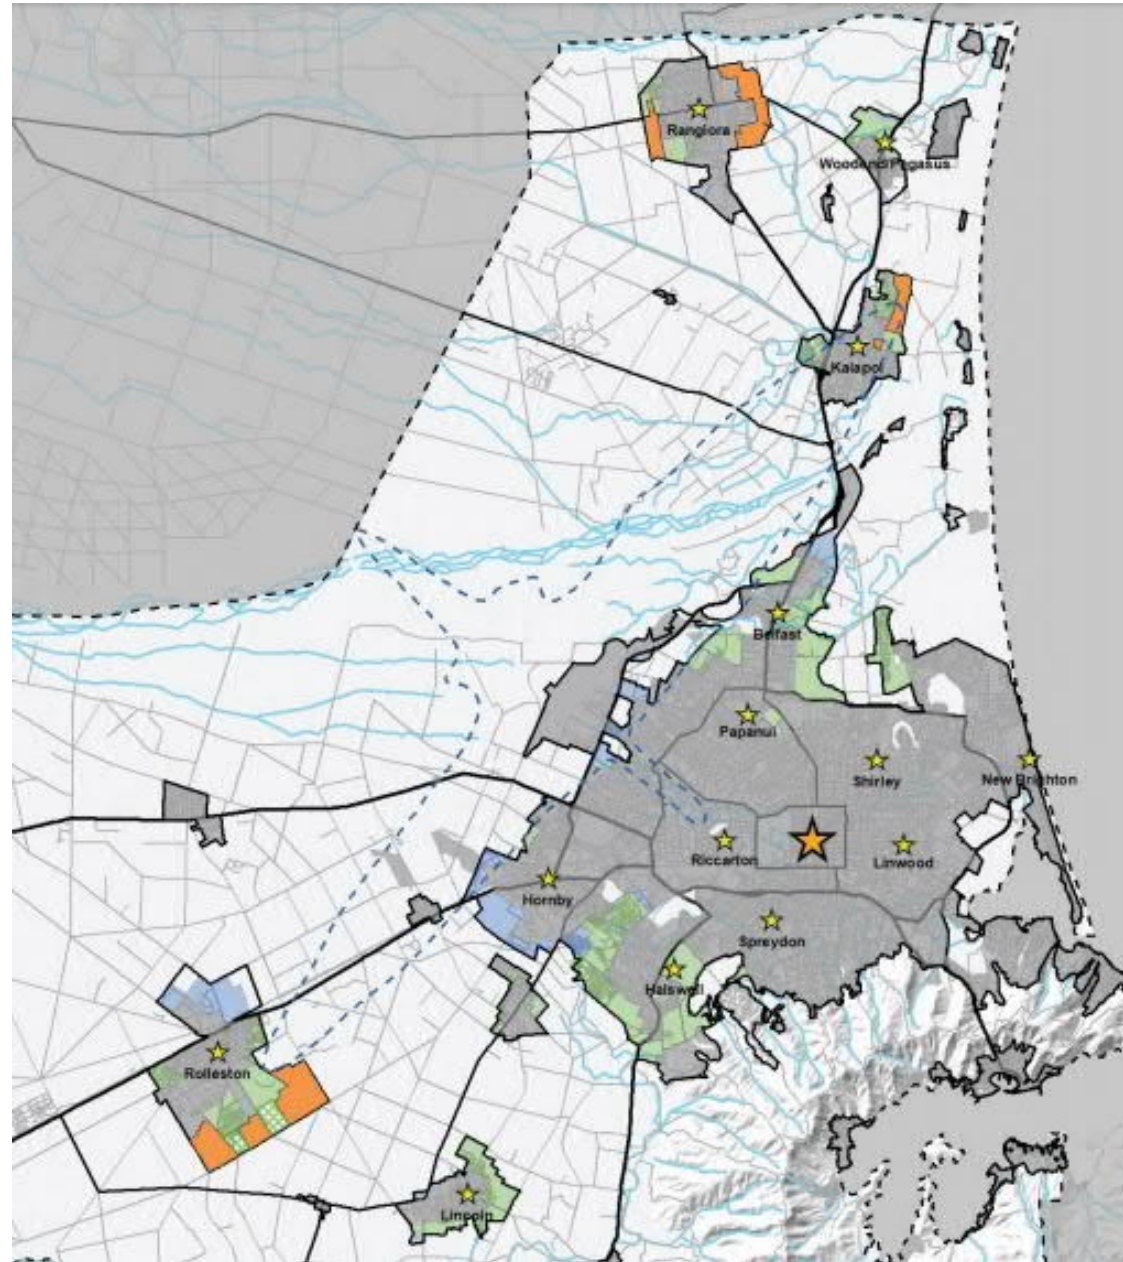 Rangiora
Woodend/Pegasus
Kaiapoi
Belfast
Papanui
Shirley
New Brighton
Riccarton
Linwood
Hornby
Spreydon
Halswell
Rolleston
Lincoln